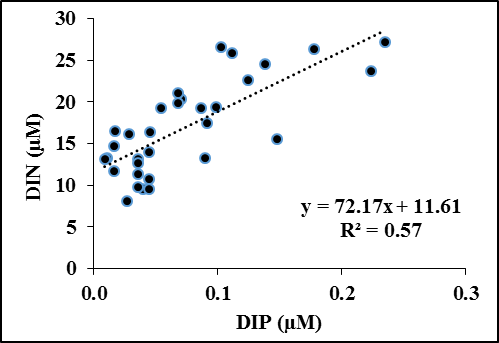 30
25
20
15
10
5
0
DIN (µM)
y = 72.17x + 11.61
R² = 0.57
0.0 0.1 0.2 0.3
DIP (µM)